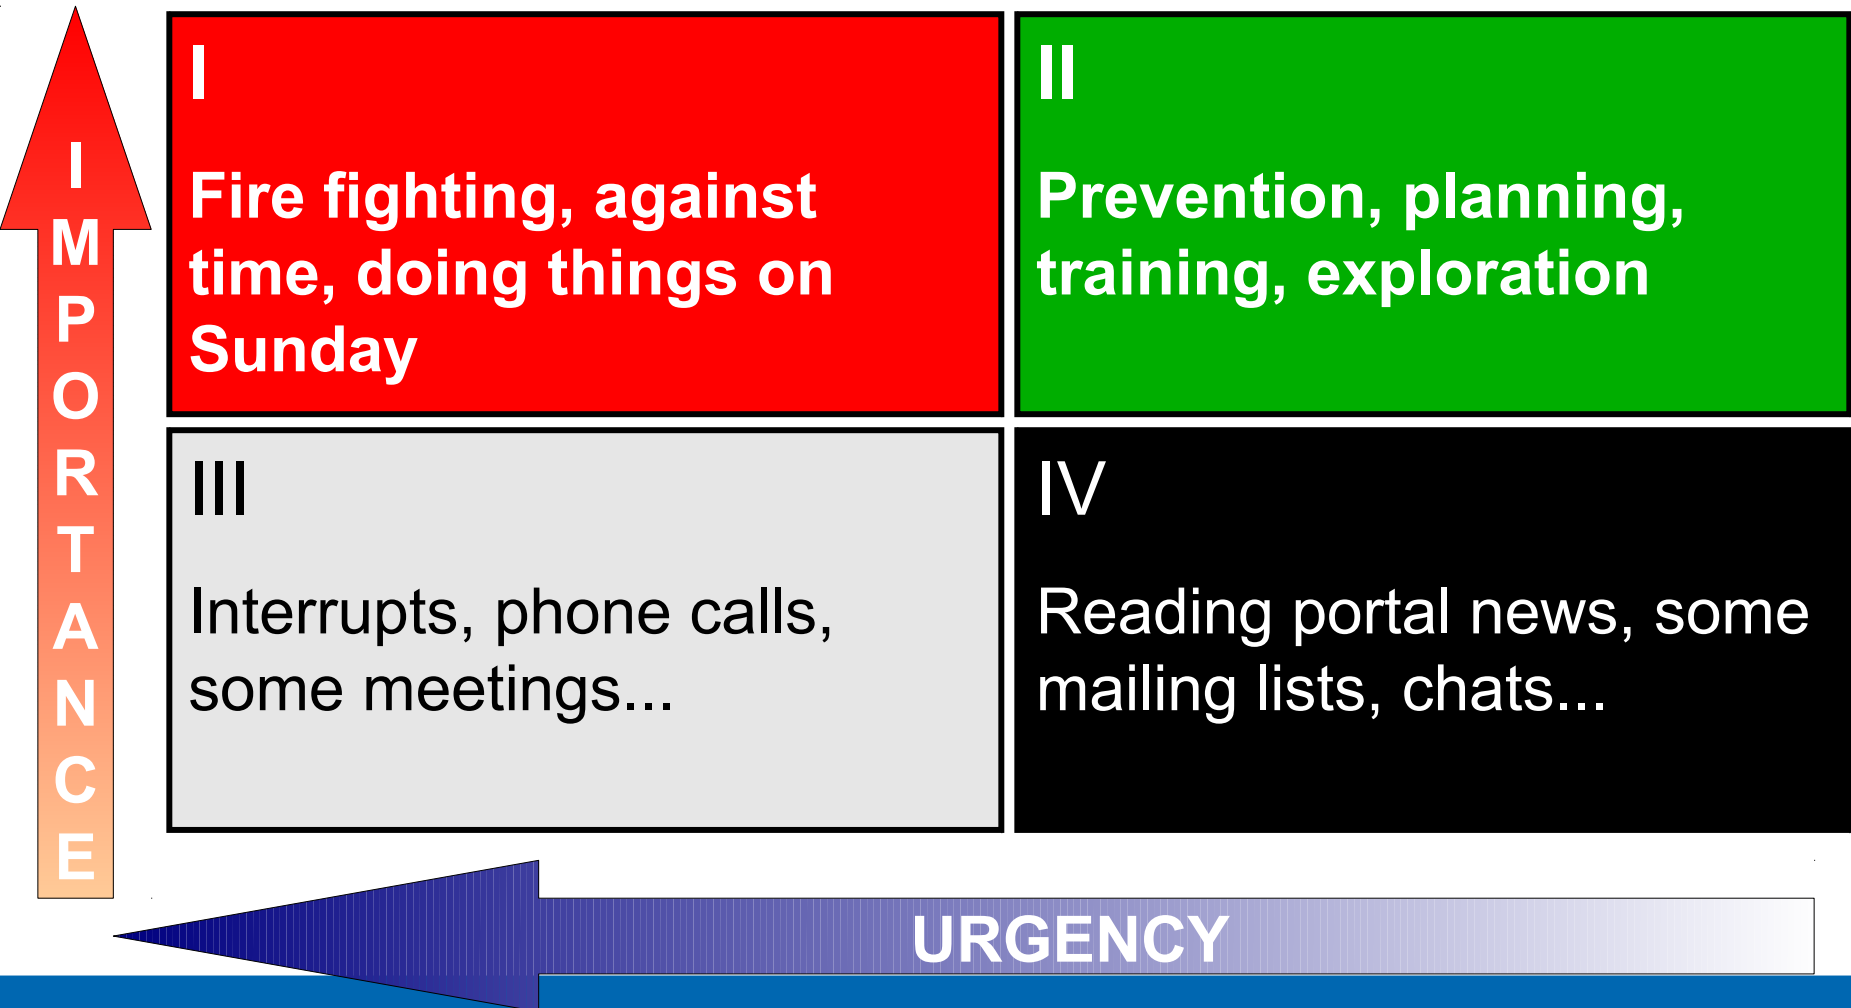 IMPORTANCE
I
Fire fighting, against
time, doing things on
Sunday
II
Prevention, planning,
training, exploration
III
Interrupts, phone calls,
some meetings...
IV
Reading portal news, some
mailing lists, chats...
URGENCY